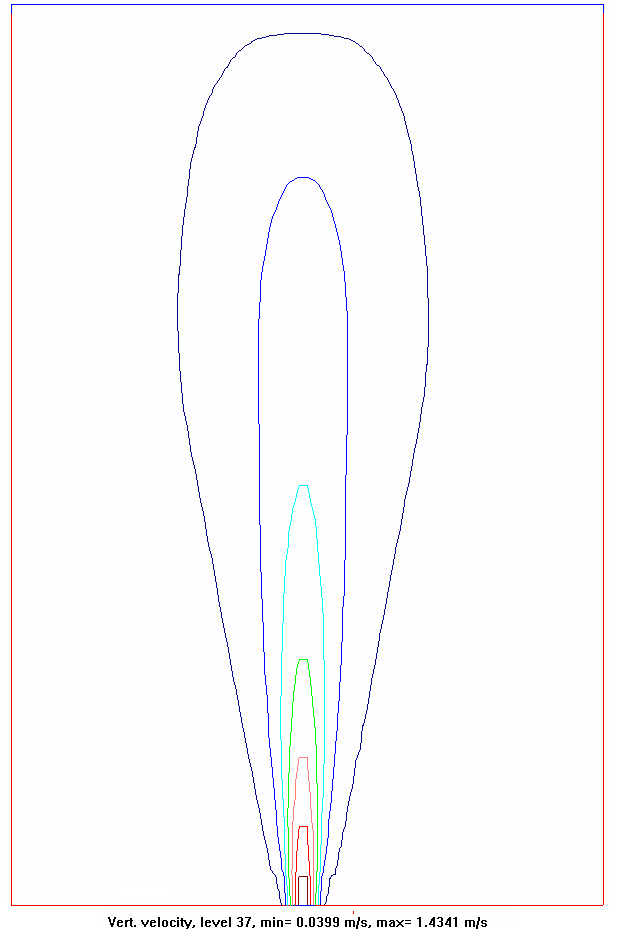 Vert. velocity, level 37, min= 0.0399 m/s, max= 1.4341 m/s